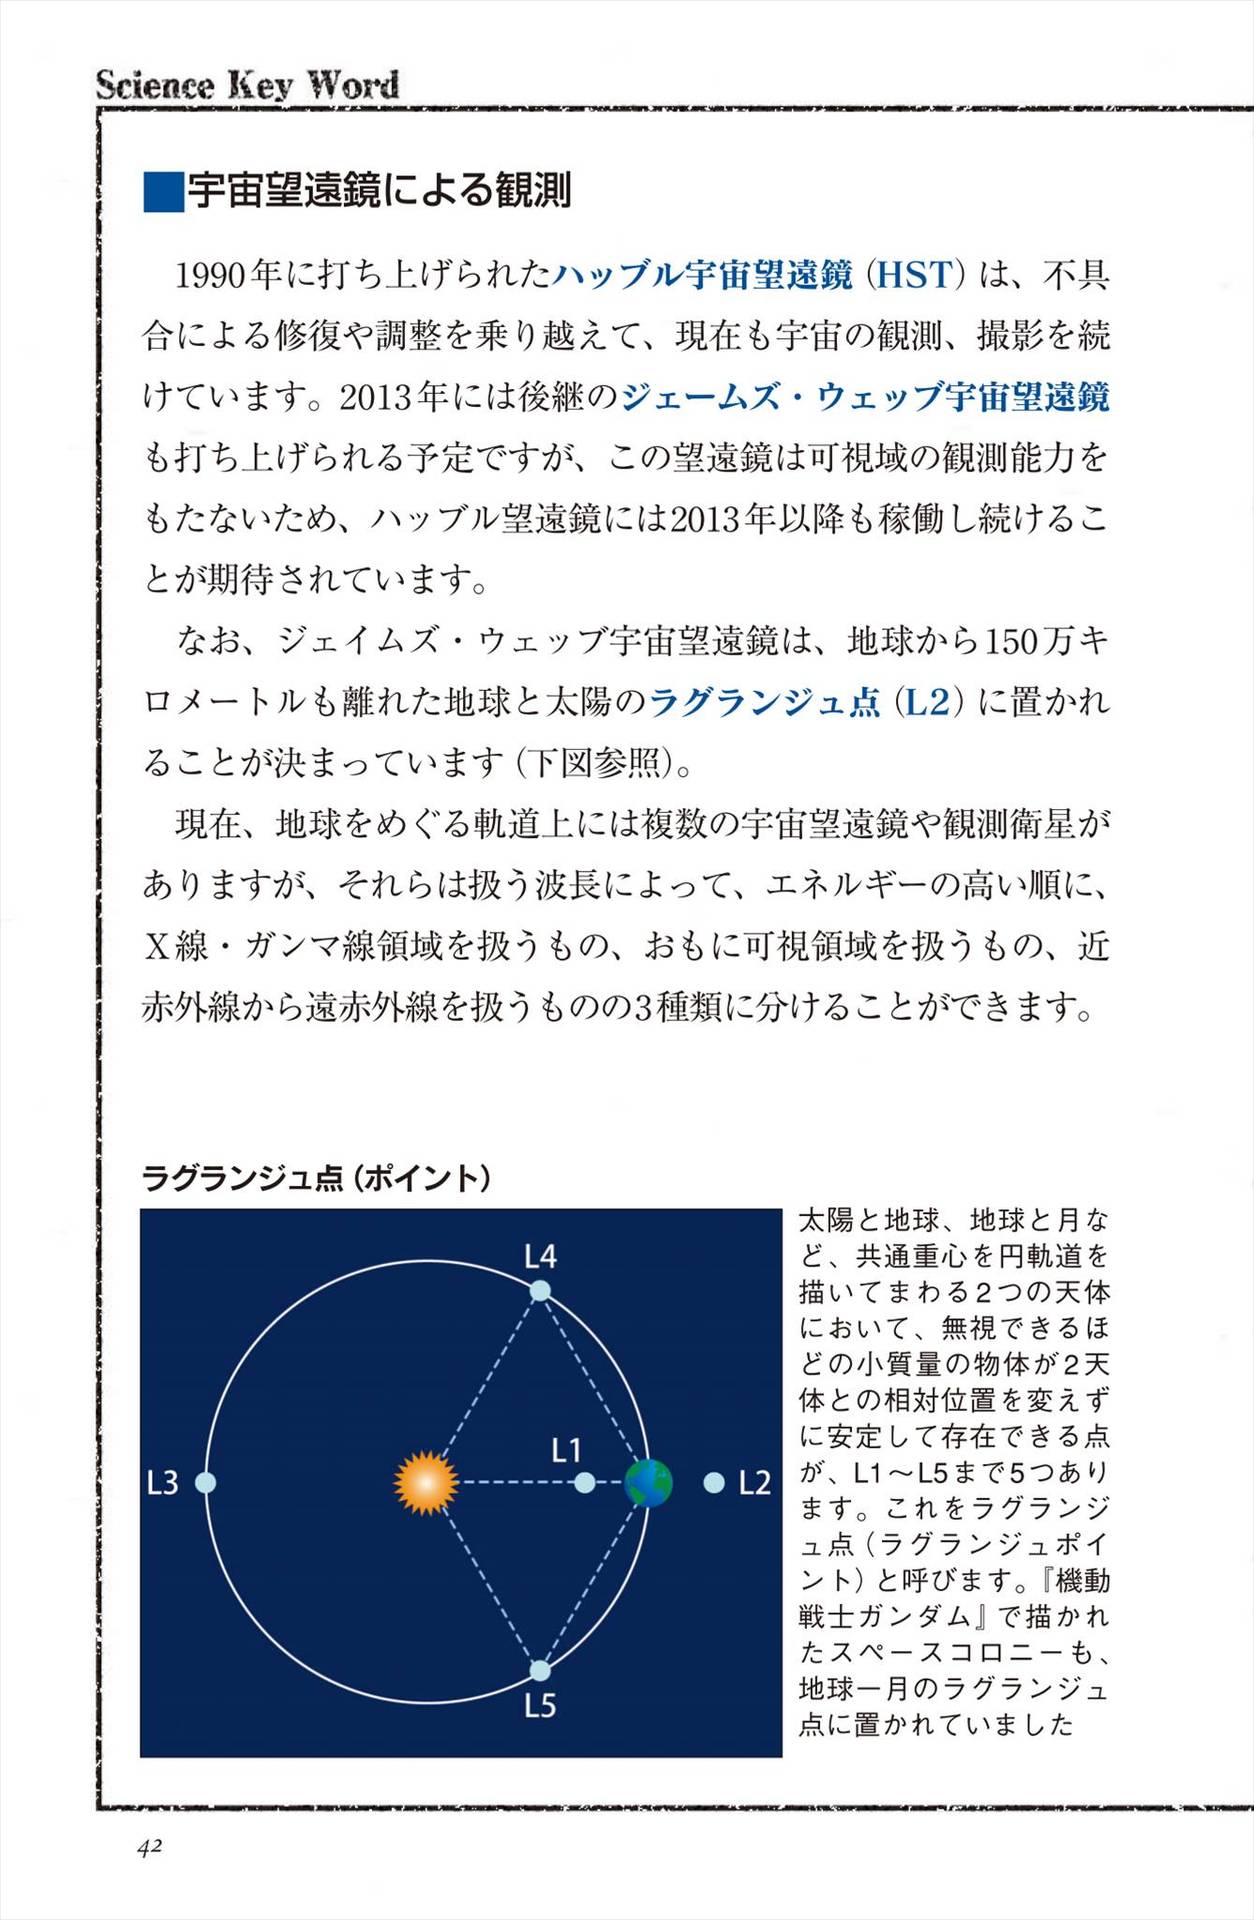 Science Key Word
■宇宙望遠鏡による観測
1990年に打ち上げられたハッブル宇宙望遠鏡（HST）は、不具
合による修復や調整を乗り越えて、現在も宇宙の観測、撮影を続
けています。2013年には後継のジェームズ・ウェッブ宇宙望遠鏡
も打ち上げられる予定ですが、この望遠鏡は可視域の観測能力を
もたないため、ハッブル望遠鏡には2013年以降も稼働し続けるこ
とが期待されています。
なお、ジェイムズ・ウェッブ宇宙望遠鏡は、地球から150万キ
ロメートルも離れた地球と太陽のラグランジュ点（L2）に置かれ
ることが決まっています（下図参照）。
現在、地球をめぐる軌道上には複数の宇宙望遠鏡や観測衛星が
ありますが、それらは扱う波長によって、エネルギーの高い順に、
X線・ガンマ線領域を扱うもの、おもに可視領域を扱うもの、近
赤外線から遠赤外線を扱うものの3種類に分けることができます。
ラグランジュ点（ポイント）
L4
L1
L3
L2
L5
太陽と地球、地球と月な
ど、共通重心を円軌道を
描いてまわる2つの天体
において、無視できるほ
どの小質量の物体が2天
体との相対位置を変えず
に安定して存在できる点
が、L1～L5まで5つあり
ます。これをラグランジ
ュ点（ラグランジュポイ
ント）と呼びます。『機動
戦士ガンダム』で描かれ
たスペースコロニーも、
地球ー月のラグランジュ
点に置かれていました
42